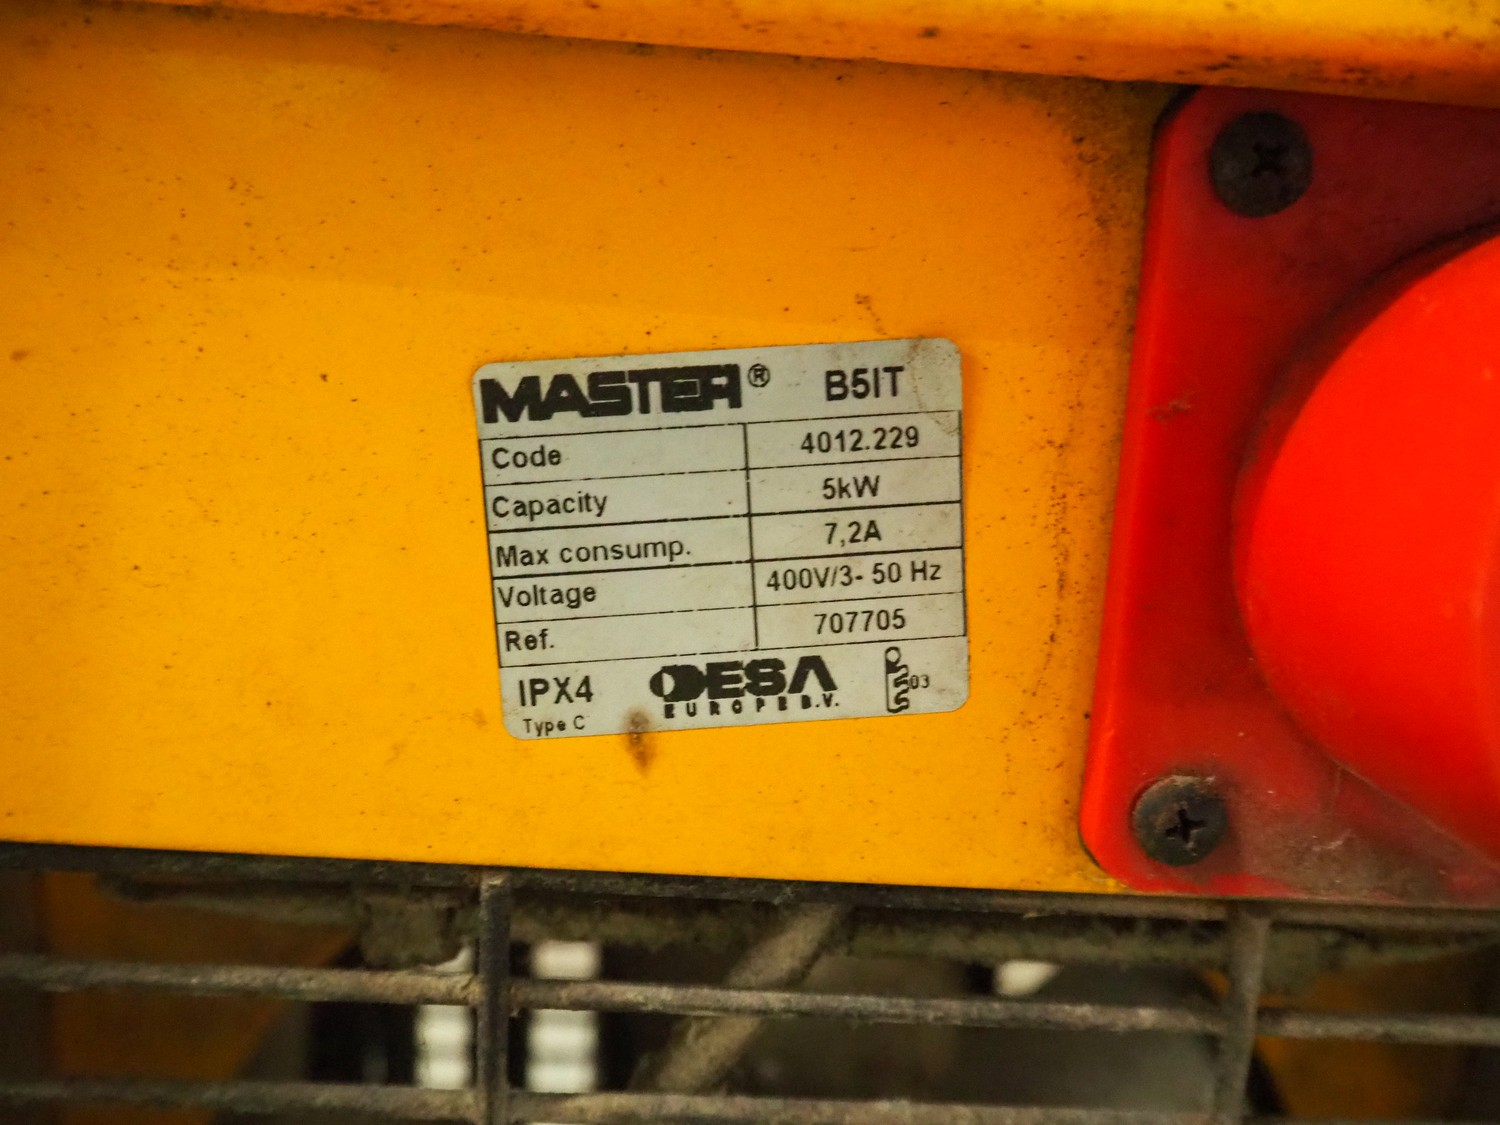 MASTER® B5IT
Code 4012.229
Capacity 5kW
Max consump. 7,2A
Voltage 400V/3- 50 Hz
Ref. 707705
IPX4 DESA 03
EUROPE B.V.
Type C